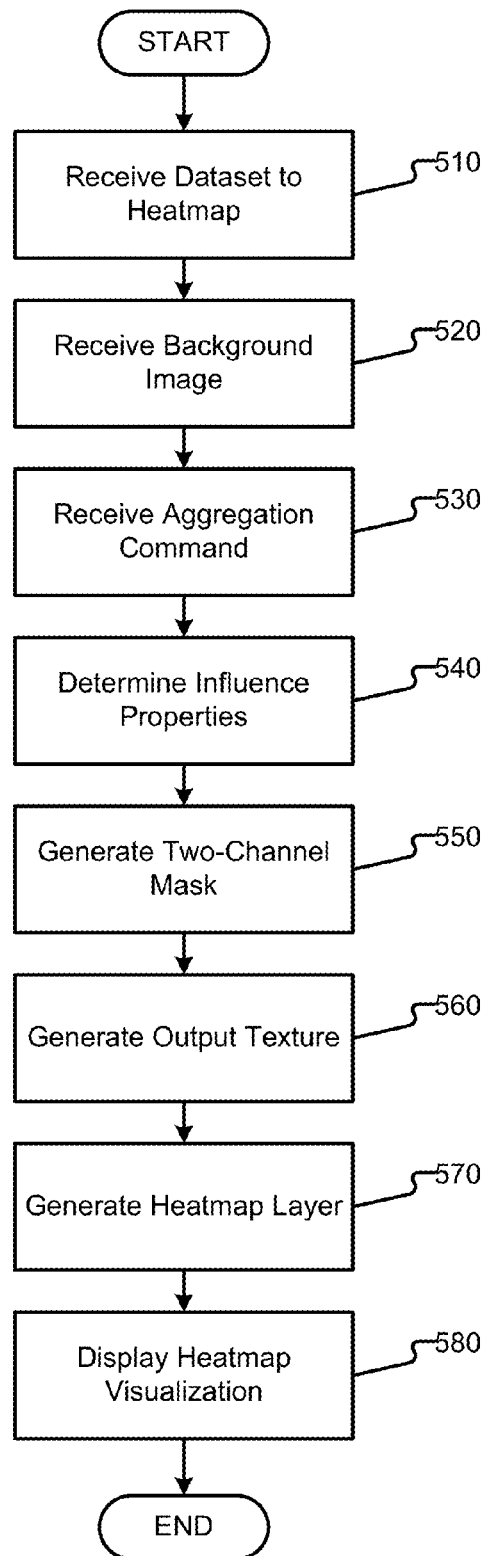 START
Receive Dataset to
Heatmap
510
Receive Background
Image
520
Receive Aggregation
Command
530
Determine Influence
Properties
540
Generate Two-Channel
Mask
550
Generate Output Texture
560
Generate Heatmap Layer
570
Display Heatmap
Visualization
580
END